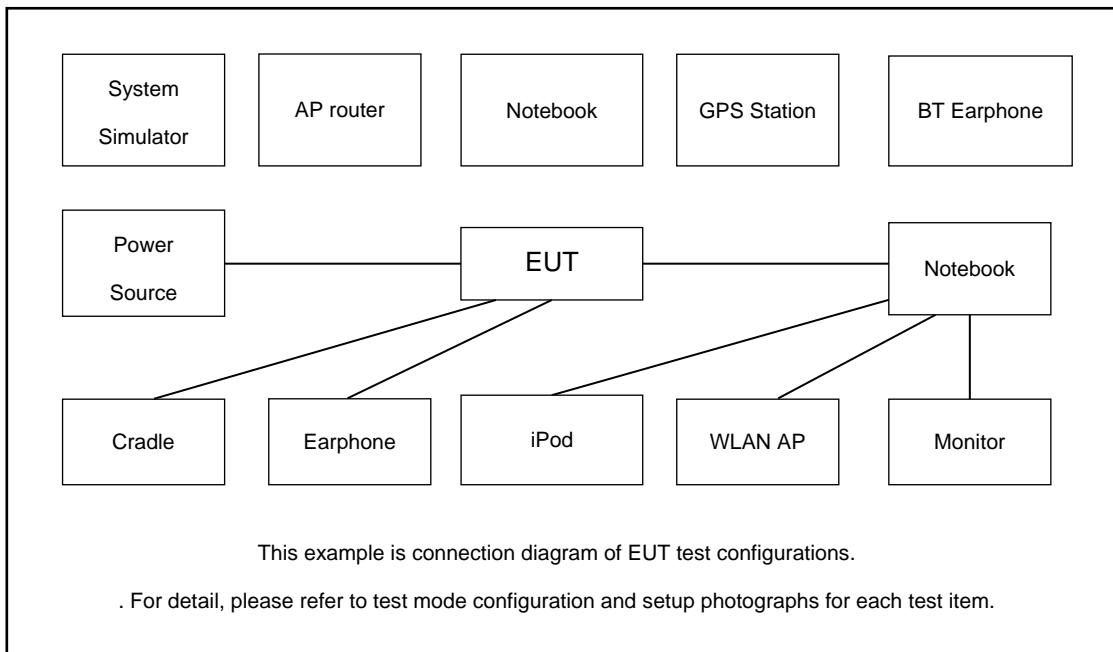 System
Simulator
AP router
Notebook
GPS Station
BT Earphone
Power
Source
EUT
Notebook
Cradle
Earphone
iPod
WLAN AP
Monitor
This example is connection diagram of EUT test configurations.
. For detail, please refer to test mode configuration and setup photographs for each test item.